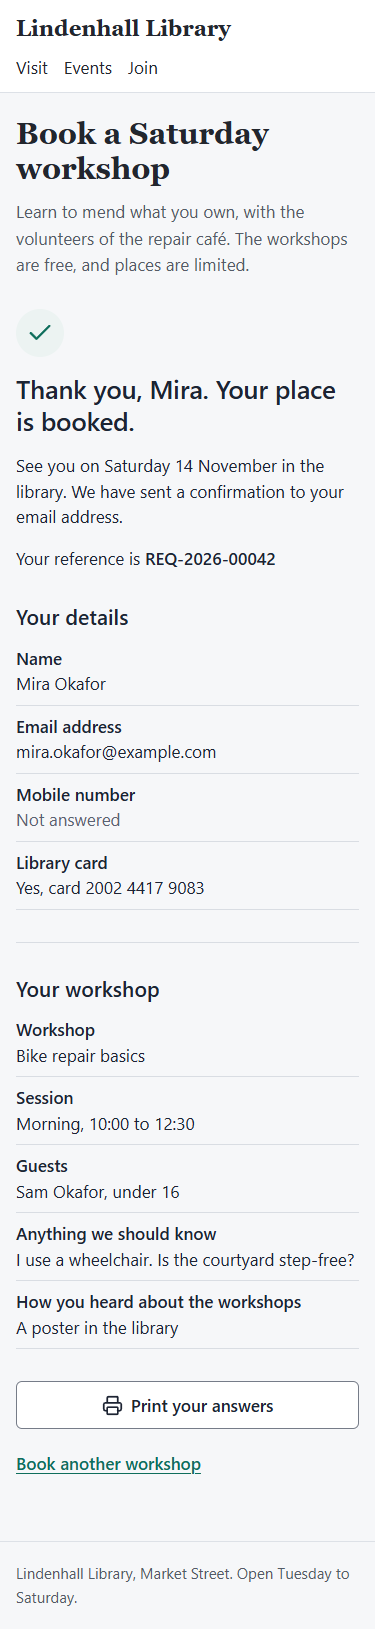 Lindenhall Library
Visit Events Join
Book a Saturday
workshop
Learn to mend what you own, with the
volunteers of the repair café. The workshops
are free, and places are limited.
Thank you, Mira. Your place
is booked.
See you on Saturday 14 November in the
library. We have sent a confirmation to your
email address.
Your reference is REQ-2026-00042
Your details
Name
Mira Okafor
Email address
mira.okafor@example.com
Mobile number
Not answered
Library card
Yes, card 2002 4417 9083
Your workshop
Workshop
Bike repair basics
Session
Morning, 10:00 to 12:30
Guests
Sam Okafor, under 16
Anything we should know
I use a wheelchair. Is the courtyard step-free?
How you heard about the workshops
A poster in the library
Print your answers
Book another workshop
Lindenhall Library, Market Street. Open Tuesday to
Saturday.